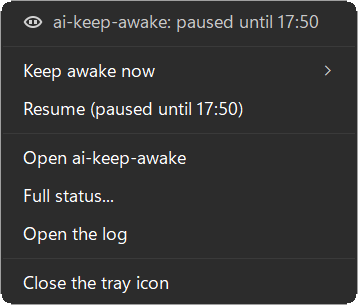 ai-keep-awake: paused until 17:50
Keep awake now
Resume (paused until 17:50)
Open ai-keep-awake
Full status...
Open the log
Close the tray icon